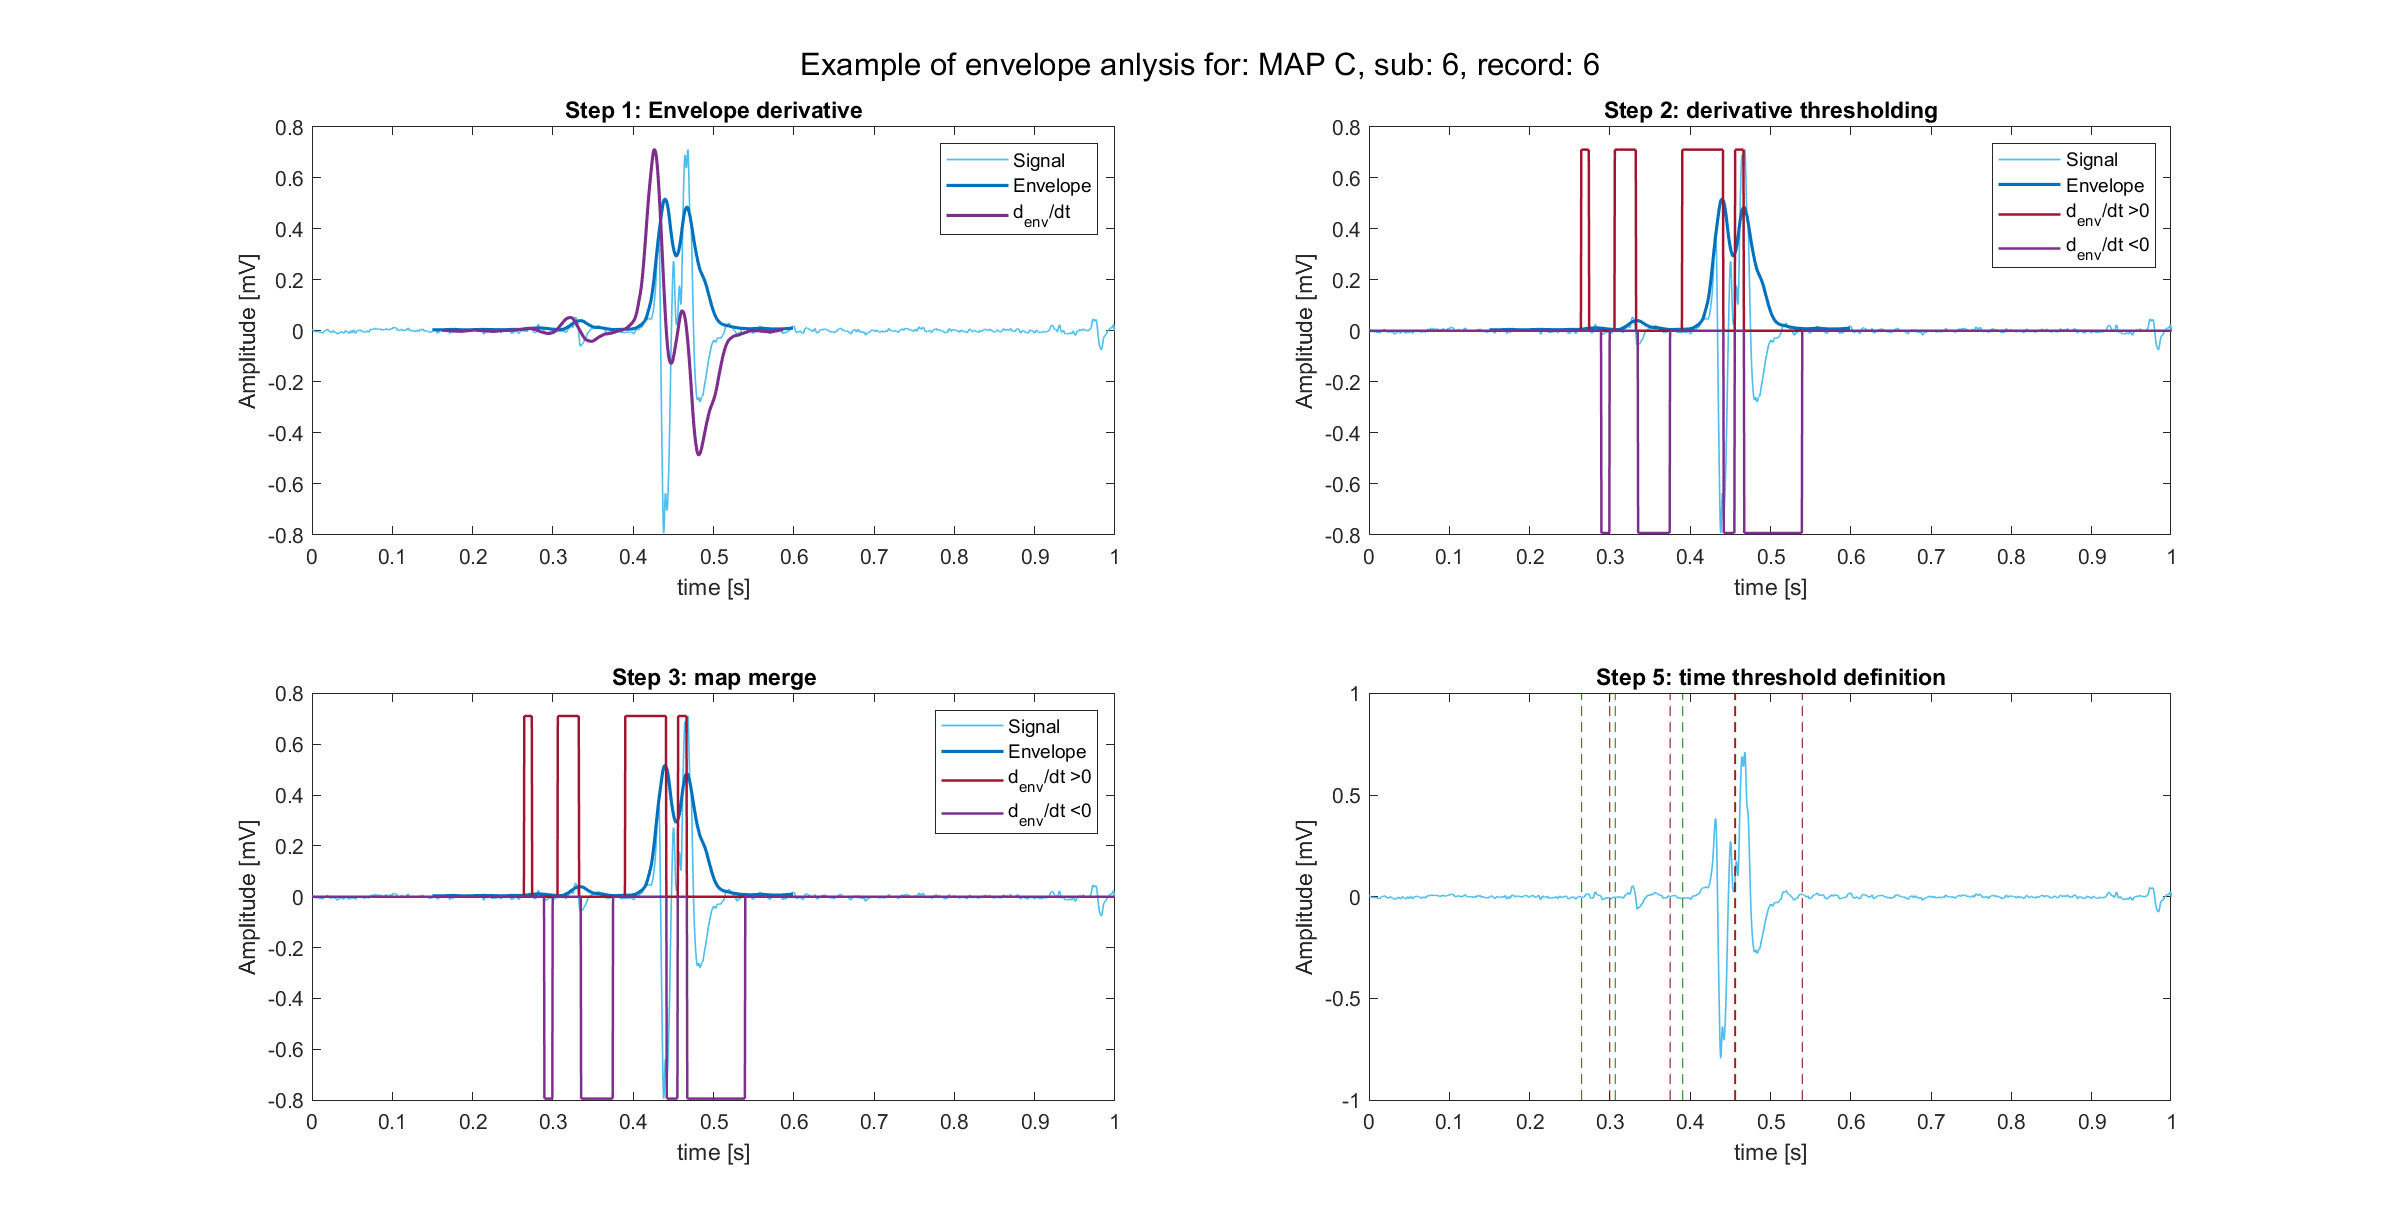 Example of envelope anlysis for: MAP C, sub: 6, record: 6
Step 1: Envelope derivative
0.8
0.6
0.4
0.2
0
-0.2
-0.4
-0.6
-0.8
Amplitude [mV]
0 0.1 0.2 0.3 0.4 0.5 0.6 0.7 0.8 0.9 1
time [s]
Signal
Envelope
d_env/dt
Step 2: derivative thresholding
0.8
0.6
0.4
0.2
0
-0.2
-0.4
-0.6
-0.8
Amplitude [mV]
0 0.1 0.2 0.3 0.4 0.5 0.6 0.7 0.8 0.9 1
time [s]
Signal
Envelope
d_env/dt >0
d_env/dt <0
Step 3: map merge
0.8
0.6
0.4
0.2
0
-0.2
-0.4
-0.6
-0.8
Amplitude [mV]
0 0.1 0.2 0.3 0.4 0.5 0.6 0.7 0.8 0.9 1
time [s]
Signal
Envelope
d_env/dt >0
d_env/dt <0
Step 5: time threshold definition
1
0.5
0
-0.5
-1
Amplitude [mV]
0 0.1 0.2 0.3 0.4 0.5 0.6 0.7 0.8 0.9 1
time [s]